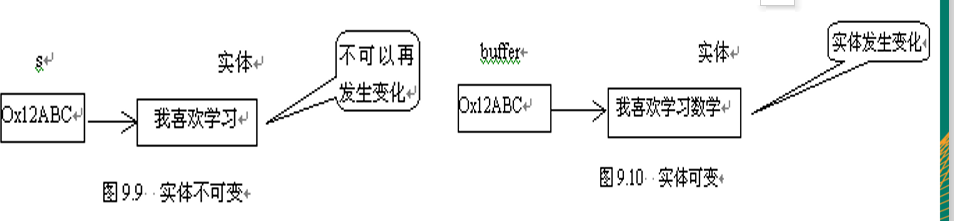 s
实体
不可以再
发生变化
Ox12ABC
我喜欢学习
图 9.9 实体不可变
buffer
实体
实体发生变化
Ox12ABC
我喜欢学习数学
图 9.10 实体可变